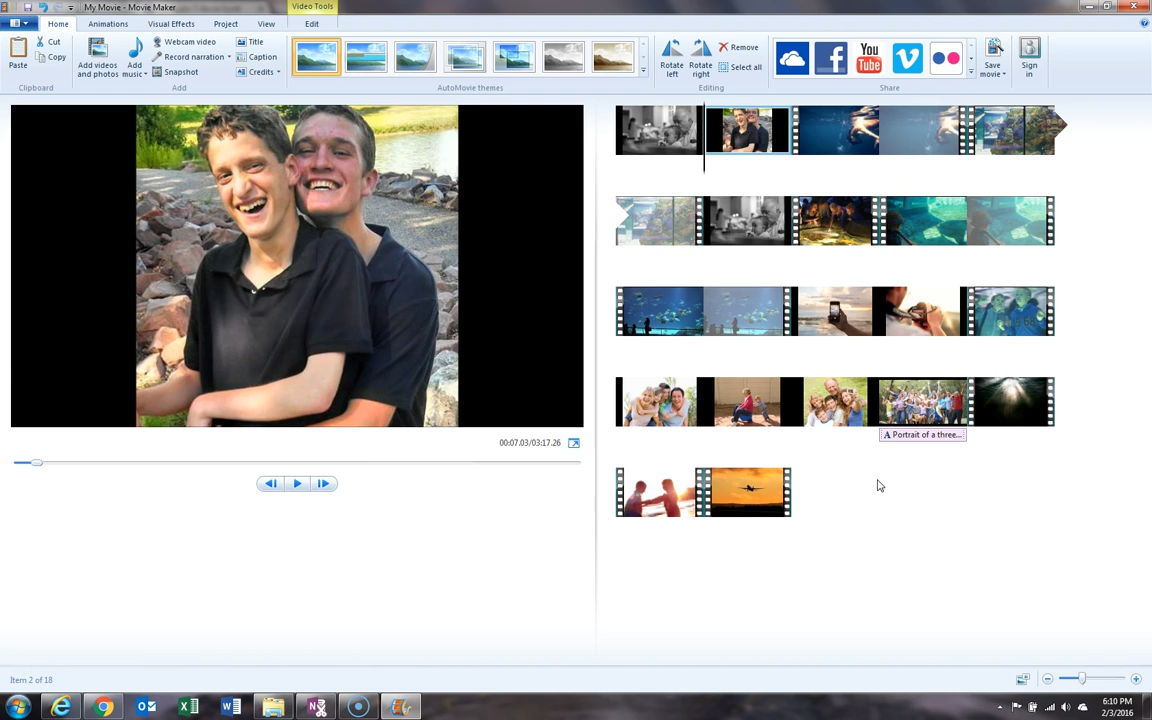 My Movie - Movie Maker
Video Tools
Home
Animations
Visual Effects
Project
View
Edit
Paste
Cut
Copy
Clipboard
Add videos
and photos
Add
music
Webcam video
Record narration
Snapshot
Title
Caption
Credits
Add
AutoMovie themes
Rotate
left
Rotate
right
Remove
Select all
Editing
You
Tube
Share
Save
movie
Sign
in
00:07.03/03:17.26
A Portrait of a three...
Item 2 of 18
6:10 PM
2/3/2016